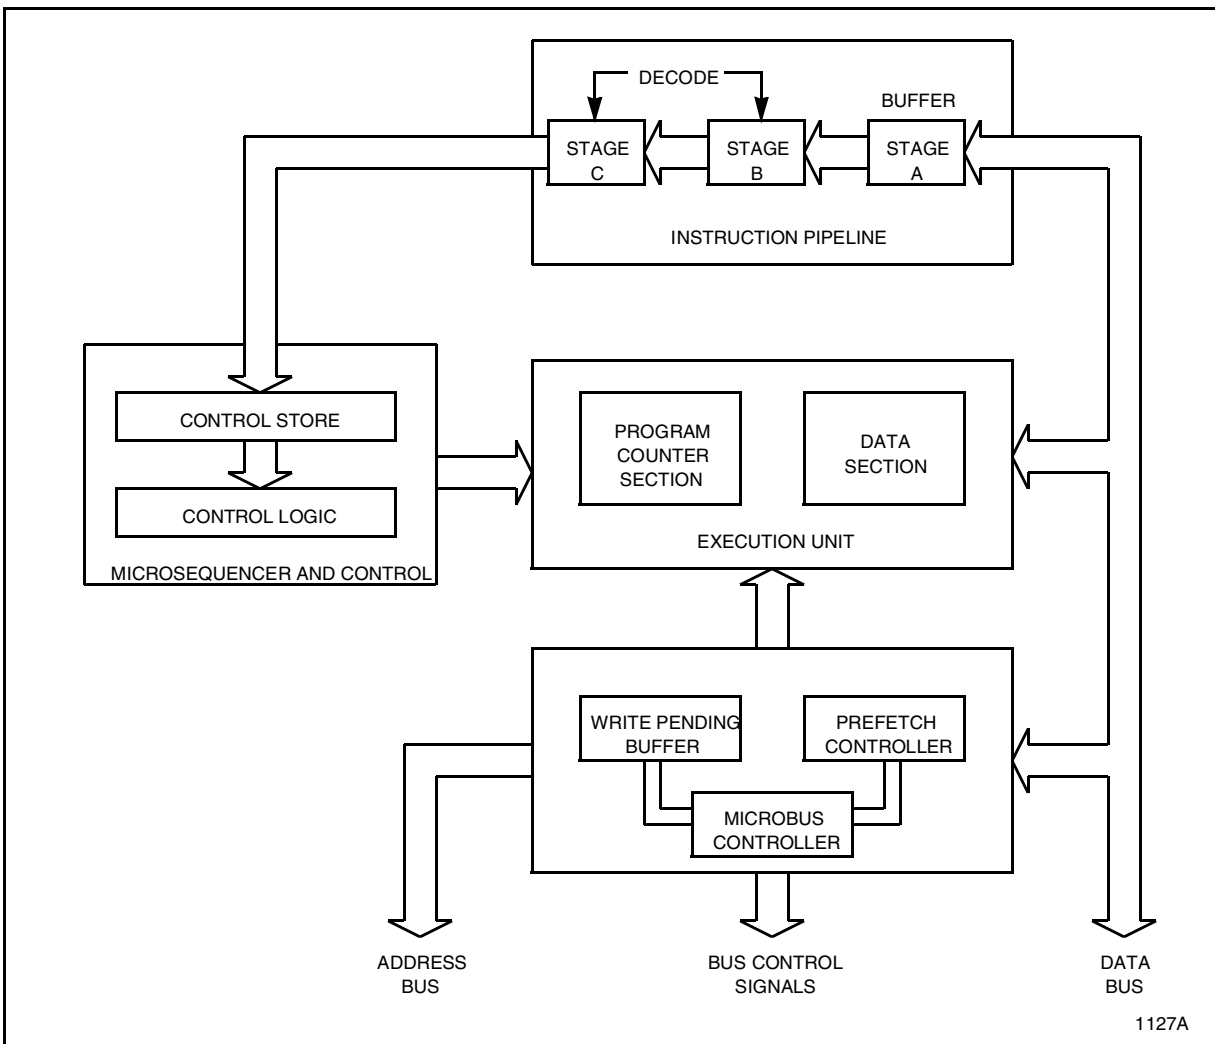 DECODE
BUFFER
STAGE
C
STAGE
B
STAGE
A
INSTRUCTION PIPELINE
CONTROL STORE
CONTROL LOGIC
MICROSEQUENCER AND CONTROL
PROGRAM
COUNTER
SECTION
DATA
SECTION
EXECUTION UNIT
WRITE PENDING
BUFFER
PREFETCH
CONTROLLER
MICROBUS
CONTROLLER
ADDRESS
BUS
BUS CONTROL
SIGNALS
DATA
BUS
1127A